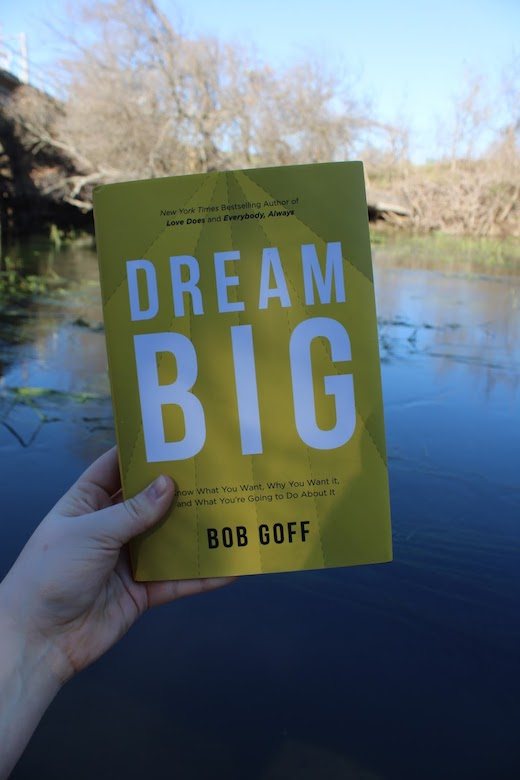 New York Times Bestselling Author of
Love Does and Everybody, Always
DREAM
BIG
now What You Want, Why You Want it,
and What You're Going to Do About It
BOB GOFF